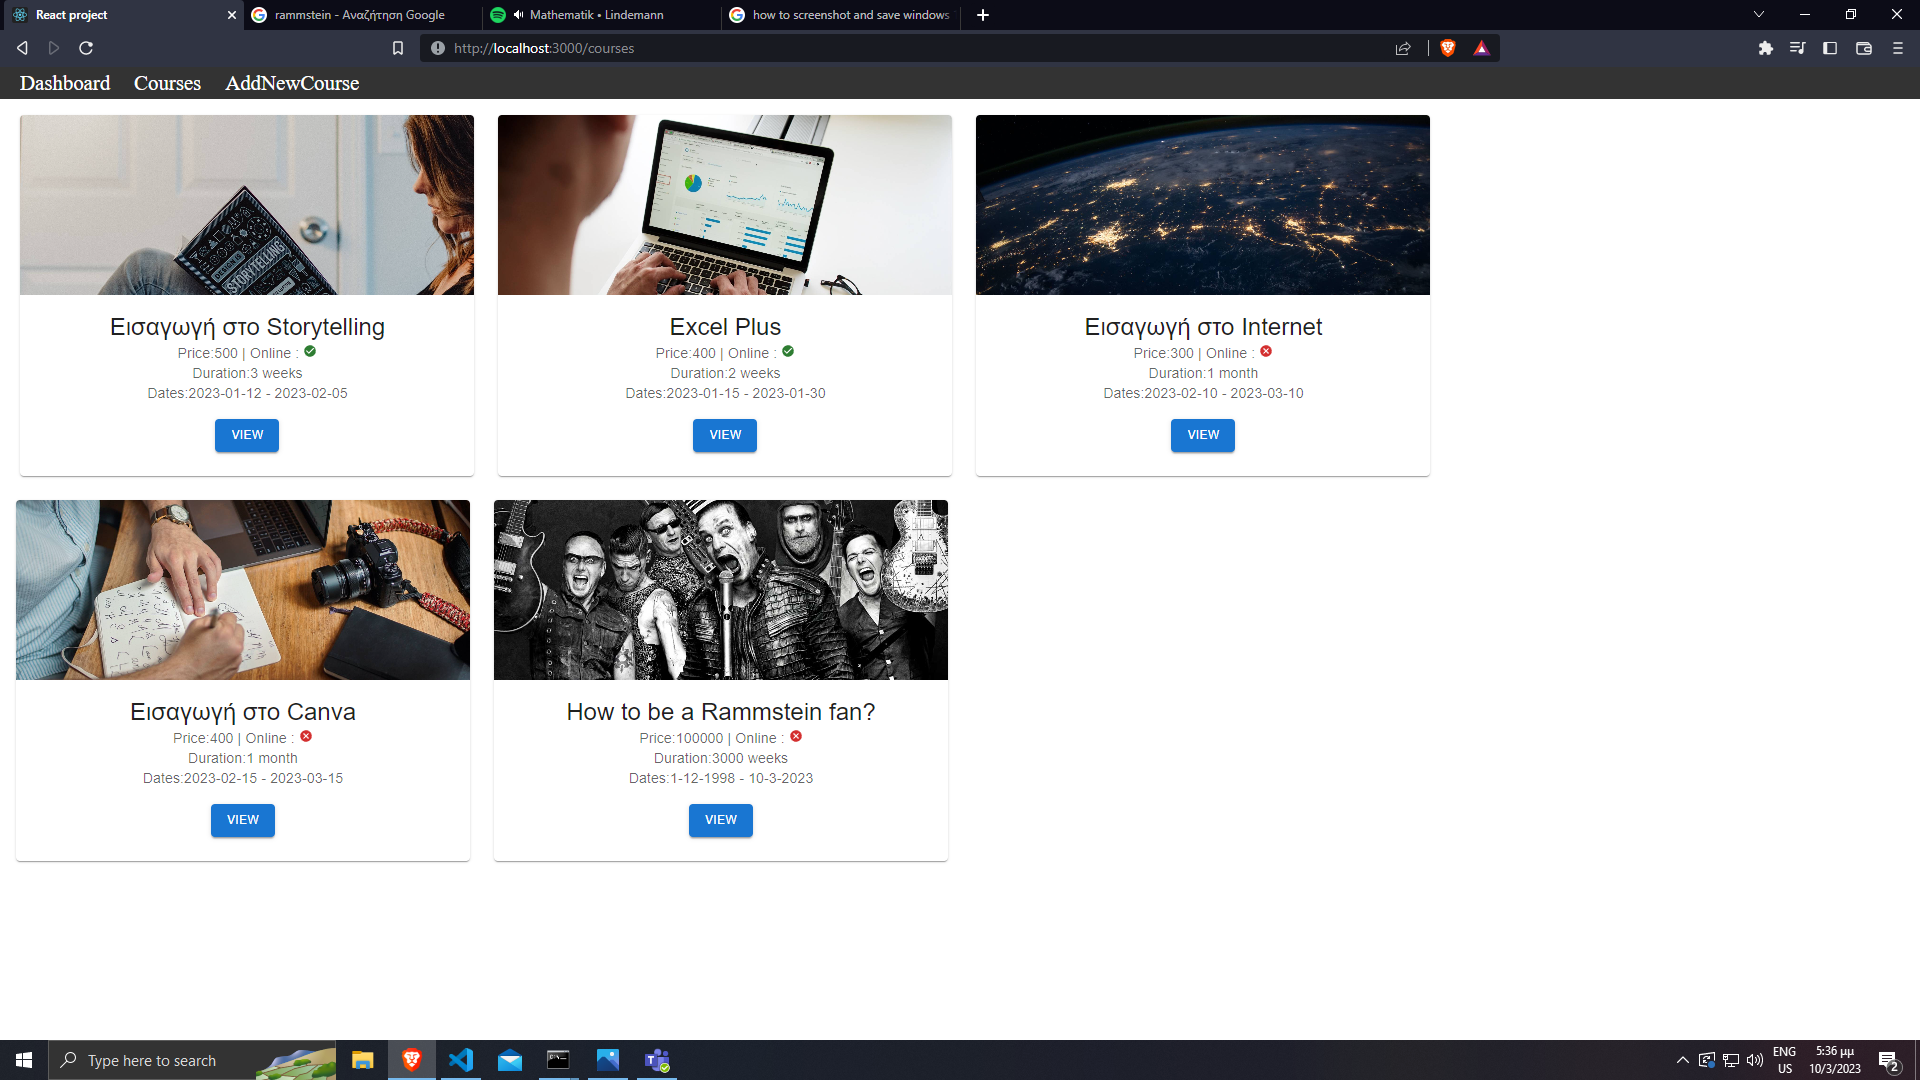 React project
rammstein - Αναζήτηση Google
Mathematik • Lindemann
how to screenshot and save windows
http://localhost:3000/courses
Dashboard Courses AddNewCourse
STORYTELLING
Εισαγωγή στο Storytelling
Price:500 | Online :
Duration:3 weeks
Dates:2023-01-12 - 2023-02-05
VIEW
Excel Plus
Price:400 | Online :
Duration:2 weeks
Dates:2023-01-15 - 2023-01-30
VIEW
Εισαγωγή στο Internet
Price:300 | Online :
Duration:1 month
Dates:2023-02-10 - 2023-03-10
VIEW
Εισαγωγή στο Canva
Price:400 | Online :
Duration:1 month
Dates:2023-02-15 - 2023-03-15
VIEW
How to be a Rammstein fan?
Price:100000 | Online :
Duration:3000 weeks
Dates:1-12-1998 - 10-3-2023
VIEW
Type here to search
ENG
US
5:36 μμ
10/3/2023
2